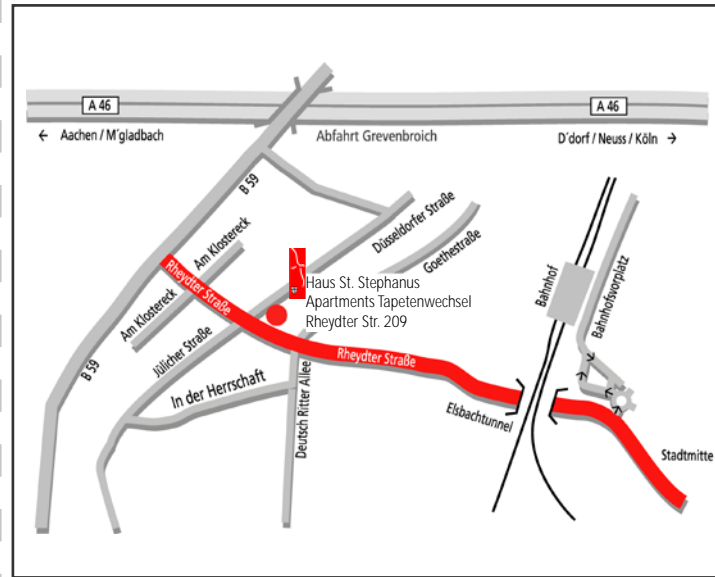 A 46
A 46
← Aachen / M´gladbach
Abfahrt Grevenbroich
D´dorf / Neuss / Köln →
B 59
Düsseldorfer Straße
Am Klostereck
Goethestraße
Rheydter Straße
Haus St. Stephanus
Apartments Tapetenwechsel
Rheydter Str. 209
Bahnhof
Bahnhofsvorplatz
Am Klostereck
Jülicher Straße
Rheydter Straße
B 59
In der Herrschaft
Deutsch Ritter Allee
Elsbachtunnel
Stadtmitte